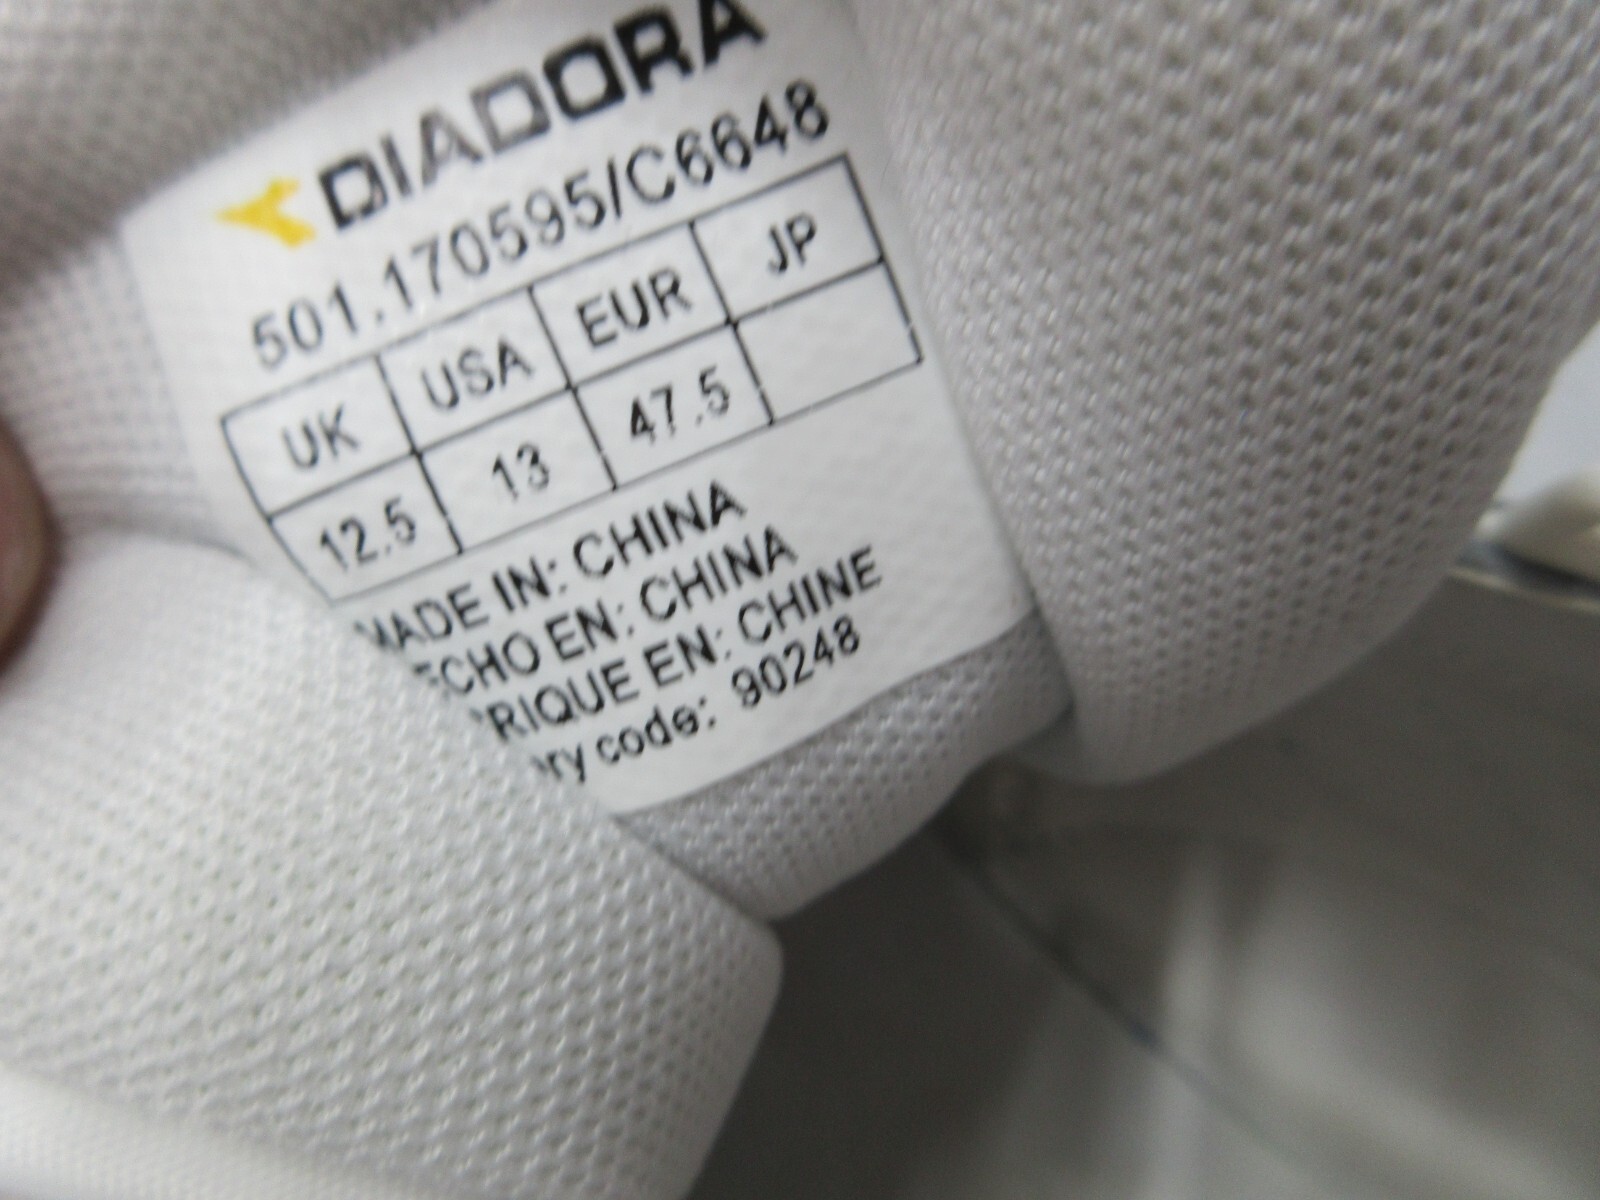 DIADORA
501.170595/C6648
UK USA EUR JP
12.5 13 47.5
MADE IN: CHINA
ECHO EN: CHINA
RIQUE EN: CHINE
ry code: 90248